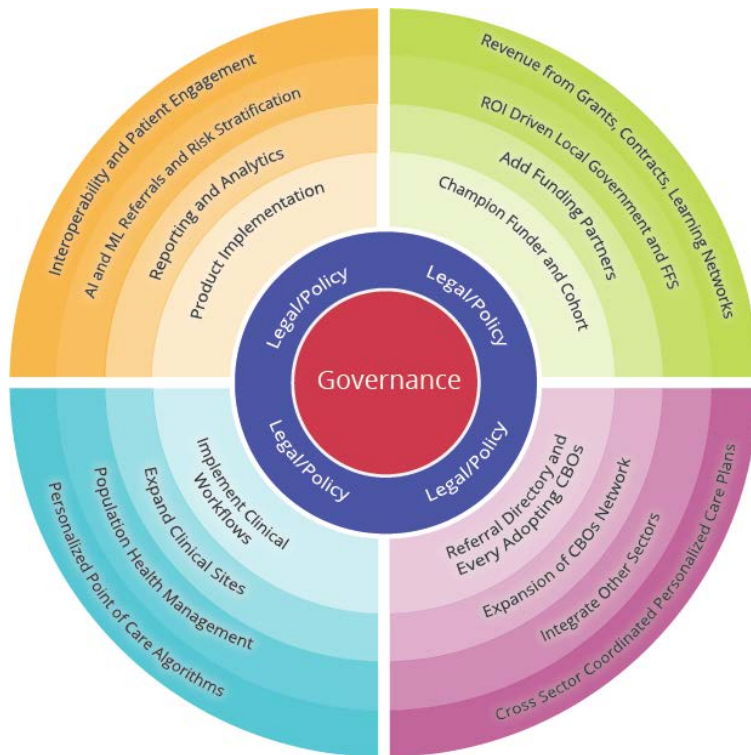 Interoperability and Patient Engagement
AI and ML Referrals and Risk Stratification
Reporting and Analytics
Product Implementation
Revenue from Grants, Contracts, Learning Networks
ROI Driven Local Government and FFS
Add Funding Partners
Champion Funder and Cohort
Legal/Policy
Legal/Policy
Governance
Legal/Policy
Legal/Policy
Implement Clinical
Workflows
Expand Clinical Sites
Population Health Management
Personalized Point of Care Algorithms
Referral Directory and
Every Adopting CBOs
Expansion of CBOs Network
Integrate Other Sectors
Cross Sector Coordinated Personalized Care Plans